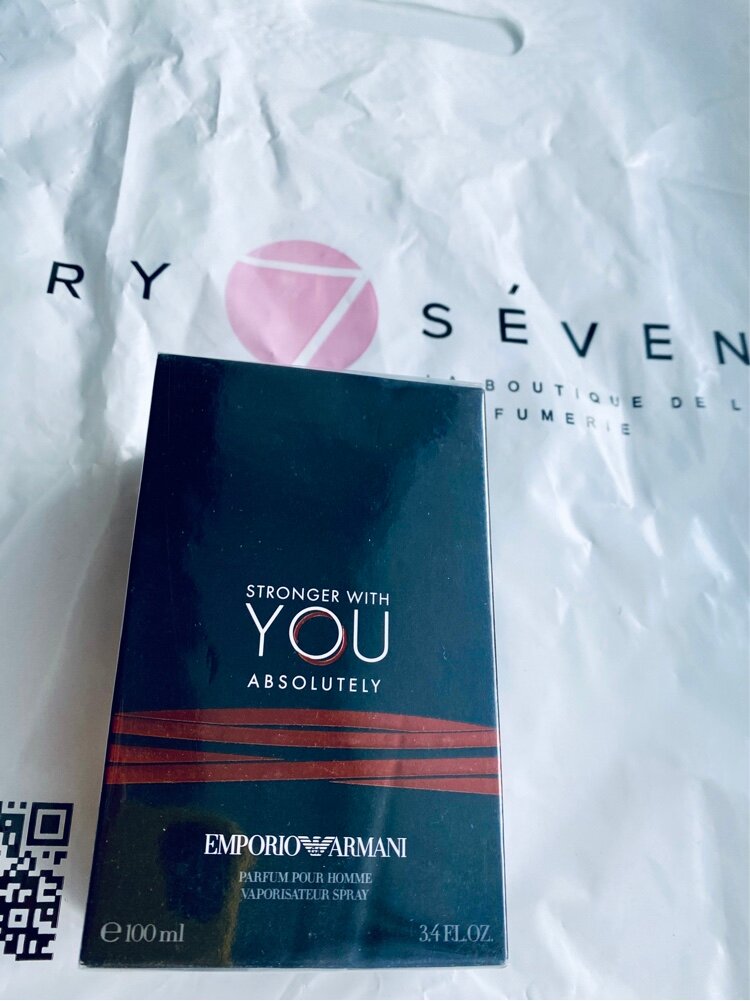 RY 7 SÉVEN
BOUTIQUE DE L
FUMERIE
STRONGER WITH
YOU
ABSOLUTELY
EMPORIO ARMANI
PARFUM POUR HOMME
VAPORISATEUR SPRAY
e 100 ml 3.4 FL.OZ.